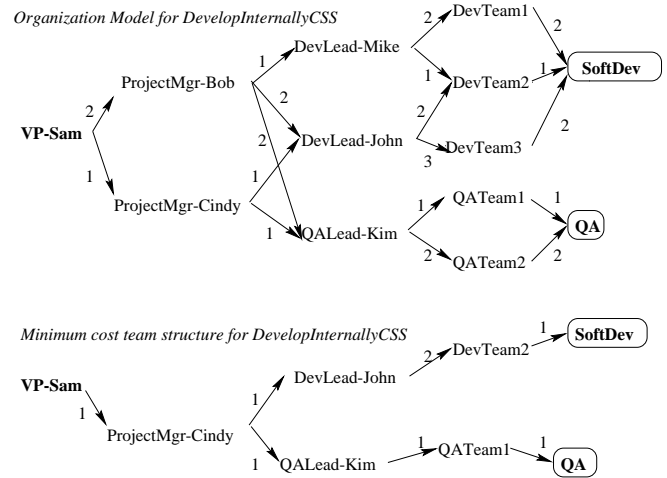 Organization Model for DevelopInternallyCSS
DevTeam1
2
2
DevLead-Mike
1
1
1
SoftDev
ProjectMgr-Bob
DevTeam2
2
2
2
2
VP-Sam
2
DevLead-John
DevTeam3
3
1
1
QATeam1
1
ProjectMgr-Cindy
1
1
QALead-Kim
QA
2
QATeam2
2
Minimum cost team structure for DevelopInternallyCSS
1
SoftDev
DevTeam2
2
DevLead-John
VP-Sam
1
1
ProjectMgr-Cindy
1
QATeam1
1
1
QALead-Kim
QA